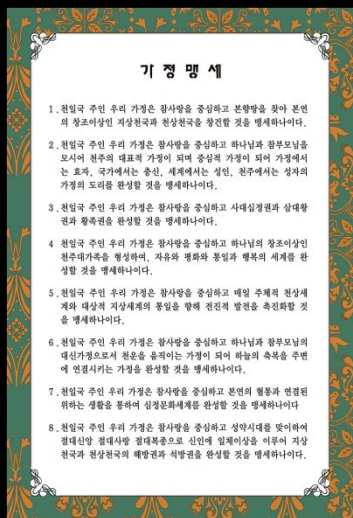 가 정 맹 세
1. 천일국 주인 우리 가정은 참사랑을 중심하고 본향땅을 찾아 본연
의 창조이상인 지상천국과 천상천국을 창건할 것을 맹세하나이다.
2. 천일국 주인 우리 가정은 참사랑을 중심하고 하나님과 참부모님을
모시어 천주의 대표적 가정이 되며 중심적 가정이 되어 가정에서
는 효자, 국가에서는 충신, 세계에서는 성인, 천주에서는 성자의
가정의 도리를 완성할 것을 맹세하나이다.
3. 천일국 주인 우리 가정은 참사랑을 중심하고 사대심정권과 삼대왕
권과 황족권을 완성할 것을 맹세하나이다.
4 천일국 주인 우리 가정은 참사랑을 중심하고 하나님의 창조이상인
천주대가족을 형성하여, 자유와 평화와 통일과 행복의 세계를 완
성할 것을 맹세하나이다.
5. 천일국 주인 우리 가정은 참사랑을 중심하고 매일 주체적 천상세
계와 대상적 지상세계의 통일을 향해 전진적 발전을 촉진화할 것
을 맹세하나이다.
6. 천일국 주인 우리 가정은 참사랑을 중심하고 하나님과 참부모님의
대신가정으로서 천운을 움직이는 가정이 되어 하늘의 축복을 주변
에 연결시키는 가정을 완성할 것을 맹세하나이다.
7. 천일국 주인 우리 가정은 참사랑을 중심하고 본연의 혈통과 연결된
위하는 생활을 통하여 심정문화세계를 완성할 것을 맹세하나이다
8. 천일국 주인 우리 가정은 참사랑을 중심하고 성약시대를 맞이하여
절대신앙 절대사랑 절대복종으로 신인애 일체이상을 이루어 지상
천국과 천상천국의 해방권과 석방권을 완성할 것을 맹세하나이다.